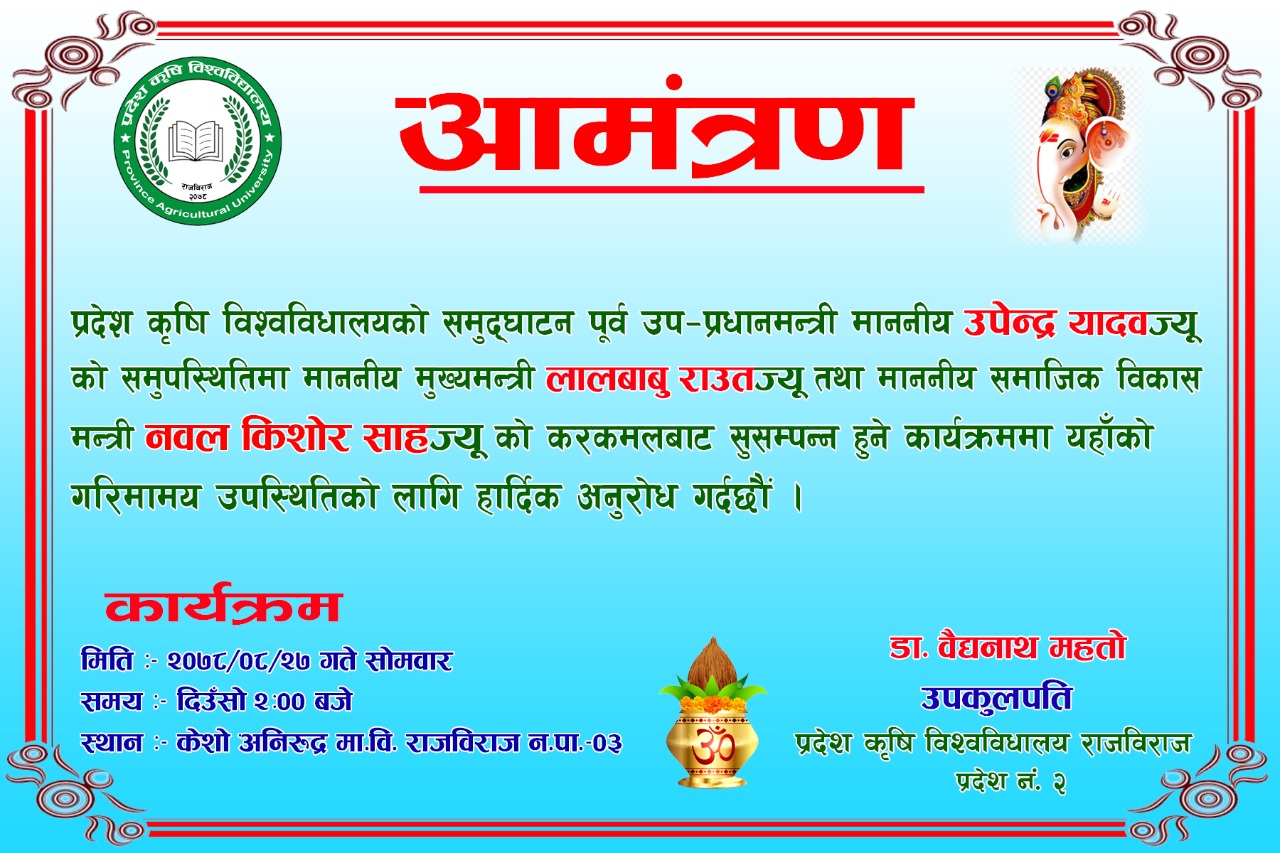 प्रदेश कृषि विश्वविद्यालय
राजविराज
२०७८
Province Agricultural University
आमंत्रण
प्रदेश कृषि विश्वविधालयको समुद्घाटन पूर्व उप-प्रधानमन्त्री माननीय उपेन्द्र यादवज्यू
को समुपस्थितिमा माननीय मुख्यमन्त्री लालबाबु राउतज्यू तथा माननीय समाजिक विकास
मन्त्री नवल किशोर साहज्यू को करकमलबाट सुसम्पन्न हुने कार्यक्रममा यहाँको
गरिमामय उपस्थितिको लागि हार्दिक अनुरोध गर्दछौं ।
कार्यक्रम
मिति :- २०७८/०८/२७ गते सोमवार
समय :- दिउँसो २:०० बजे
स्थान :- केशो अनिरुद्र मा.वि. राजविराज न.पा.-०३
ॐ
डा. वैद्यनाथ महतो
उपकुलपति
प्रदेश कृषि विश्वविधालय राजविराज
प्रदेश नं. २